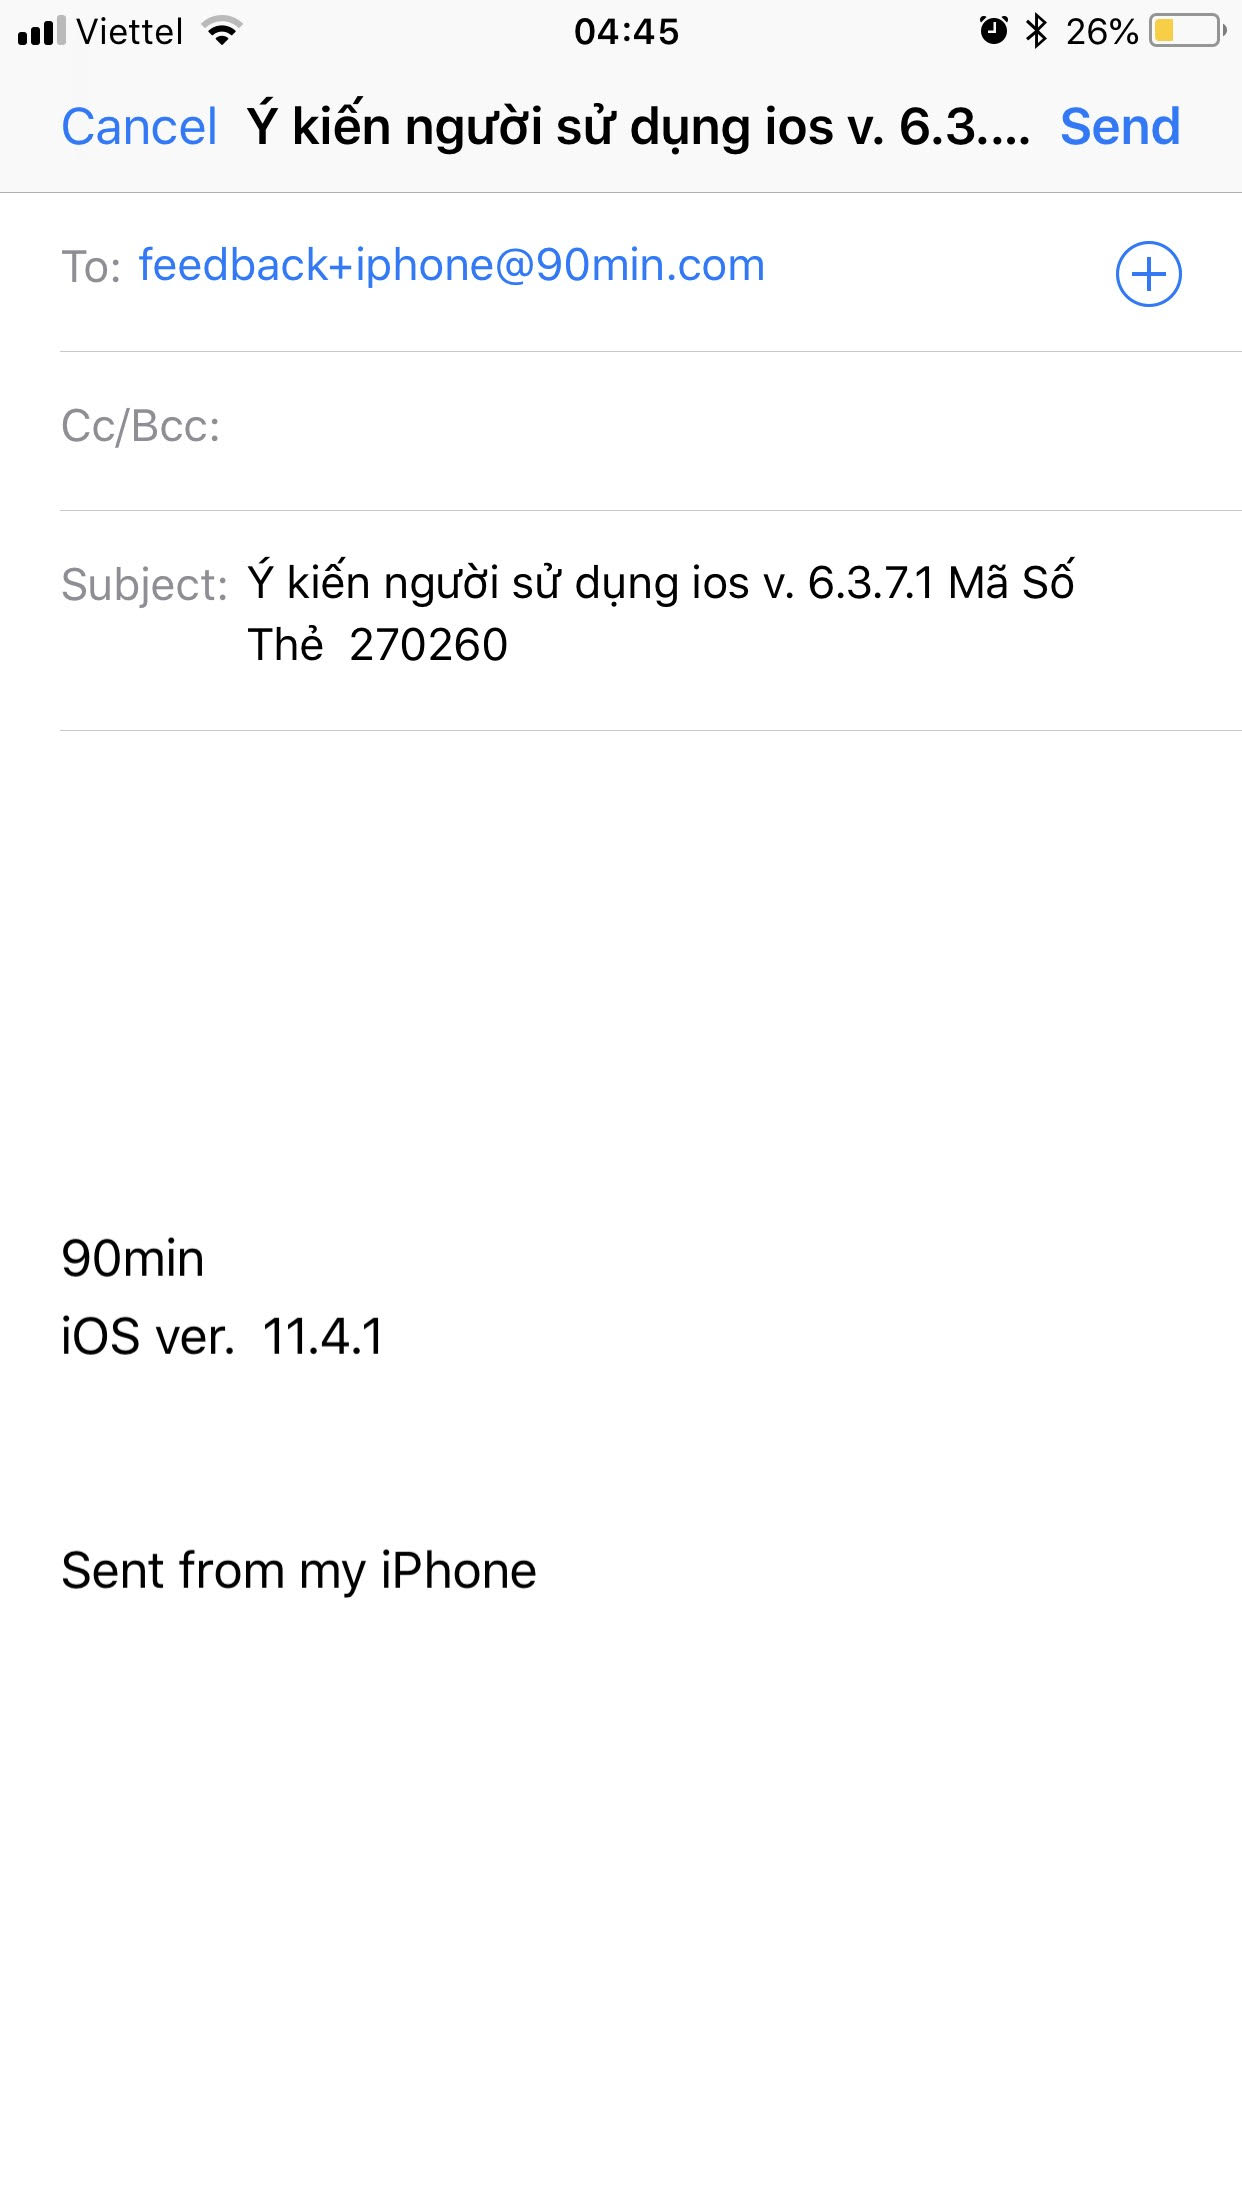 Viettel 04:45 26%
Cancel Ý kiến người sử dụng ios v. 6.3.... Send
To: feedback+iphone@90min.com
Cc/Bcc:
Subject: Ý kiến người sử dụng ios v. 6.3.7.1 Mã Số
Thẻ 270260
90min
iOS ver. 11.4.1
Sent from my iPhone